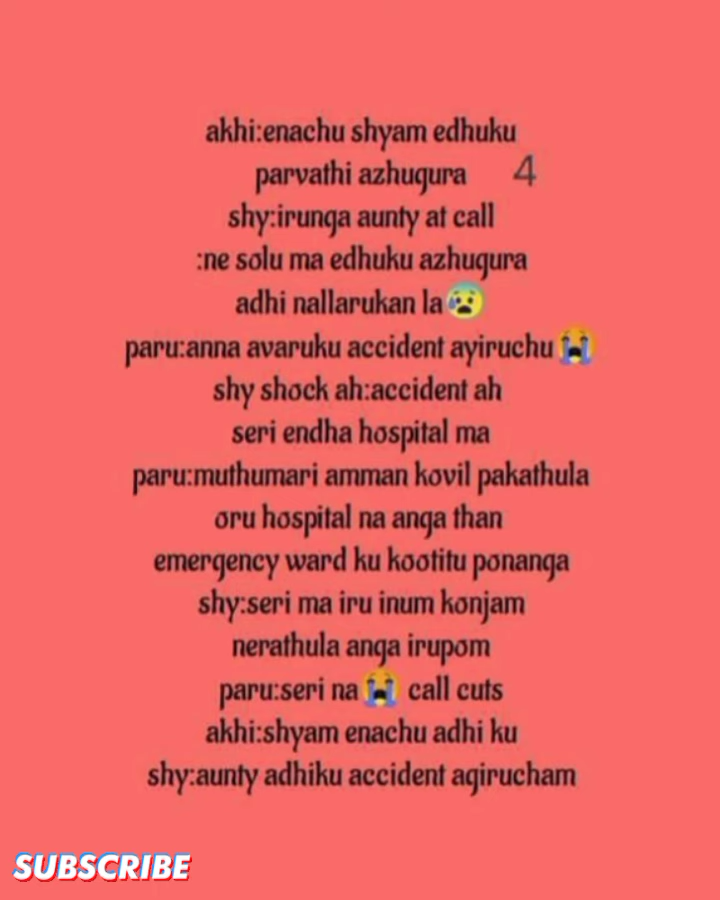 akhi:enachu shyam edhuku
parvathi azhugura 4
shy:irunga aunty at call
:ne solu ma edhuku azhugura
adhi nallarukan la😰
paru:anna avaruku accident ayiruchu😭
shy shock ah:accident ah
seri endha hospital ma
paru:muthumari amman kovil pakathula
oru hospital na anga than
emergency ward ku kootitu ponanga
shy:seri ma iru inum konjam
nerathula anga irupom
paru:seri na😭 call cuts
akhi:shyam enachu adhi ku
shy:aunty adhiku accident agirucham
SUBSCRIBE